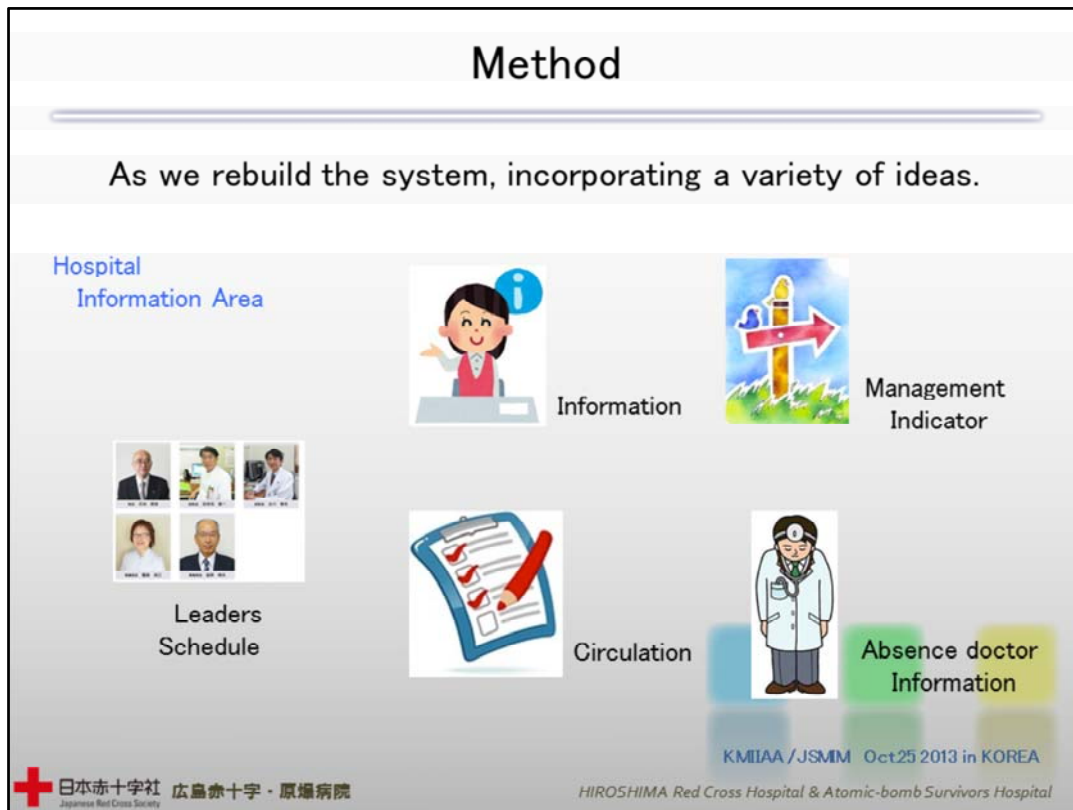 Method
As we rebuild the system, incorporating a variety of ideas.
Hospital
Information Area
Information
Management
Indicator
Leaders
Schedule
Circulation
Absence doctor
Information
KMIIAA /JSMIM Oct25 2013 in KOREA
日本赤十字社 広島赤十字・原爆病院
Japanese Red Cross Society
HIROSHIMA Red Cross Hospital & Atomic-bomb Survivors Hospital